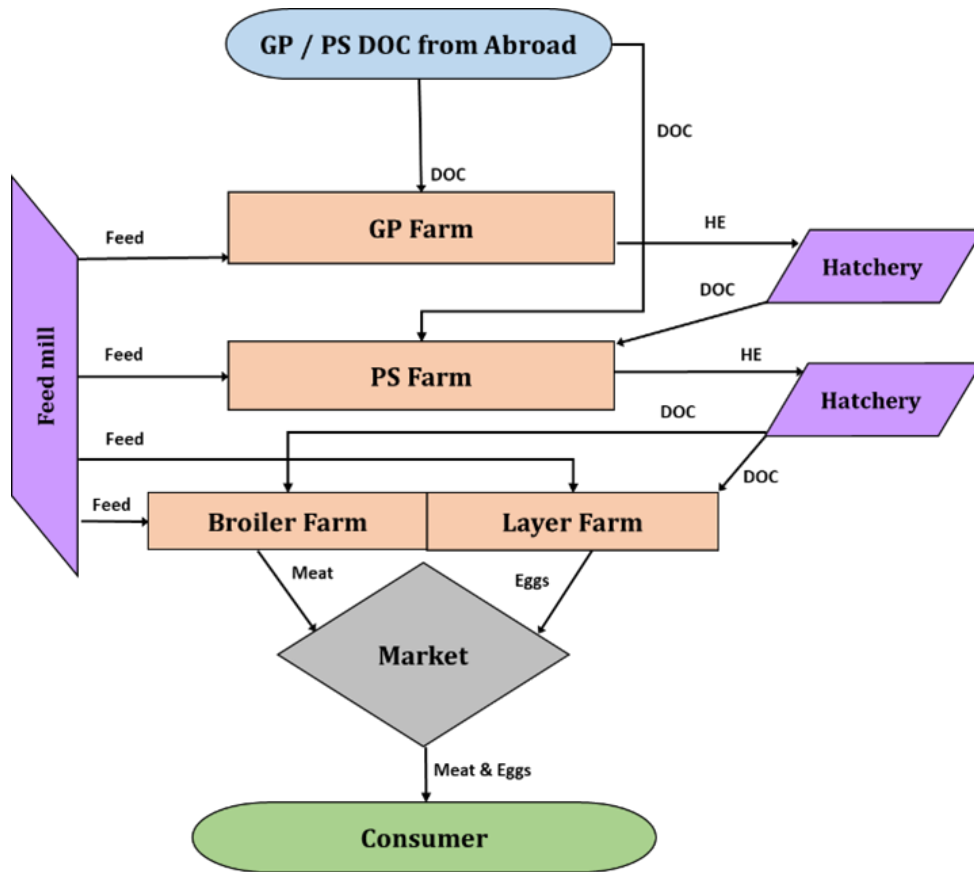 GP / PS DOC from Abroad
DOC
DOC
GP Farm
Feed
HE
Hatchery
DOC
Feed mill
Feed
PS Farm
HE
Hatchery
DOC
Feed
DOC
Feed
Broiler Farm
Layer Farm
Meat
Eggs
Market
Meat & Eggs
Consumer